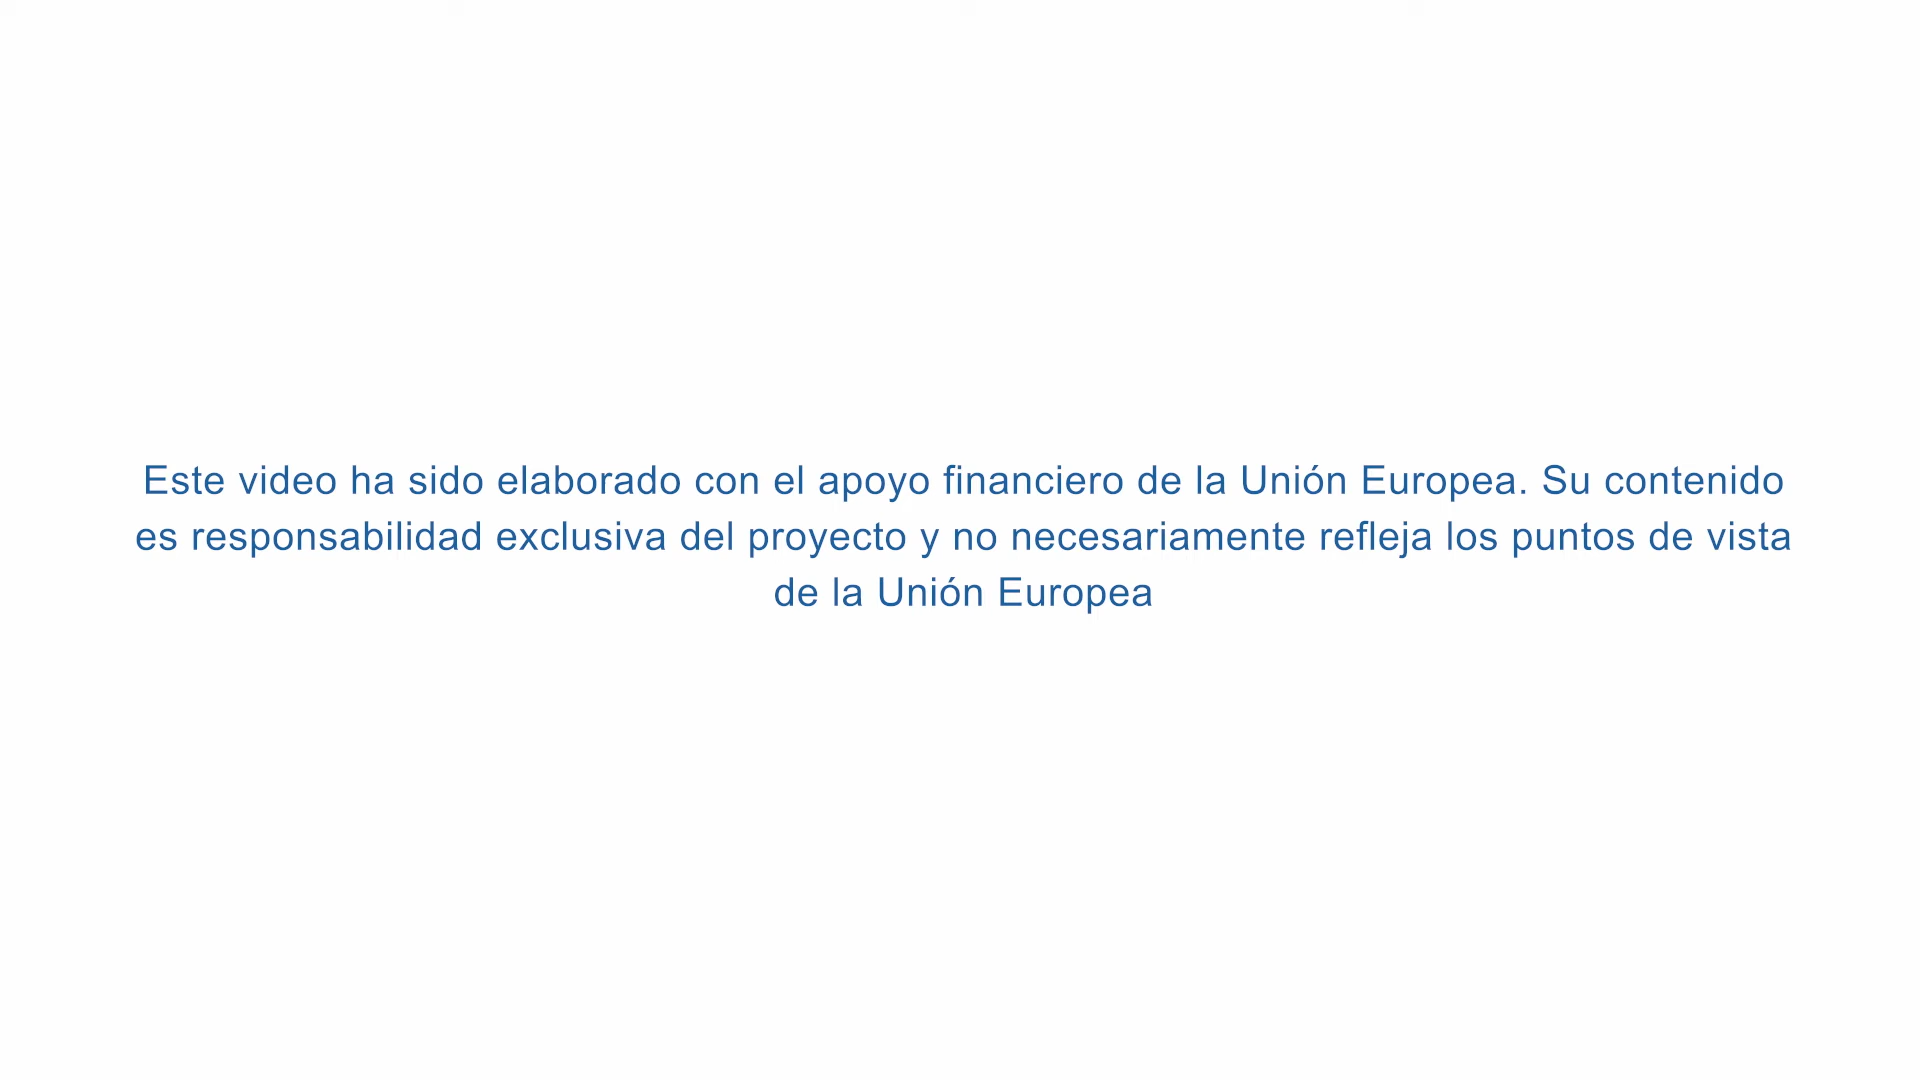 Este video ha sido elaborado con el apoyo financiero de la Unión Europea. Su contenido
es responsabilidad exclusiva del proyecto y no necesariamente refleja los puntos de vista
de la Unión Europea